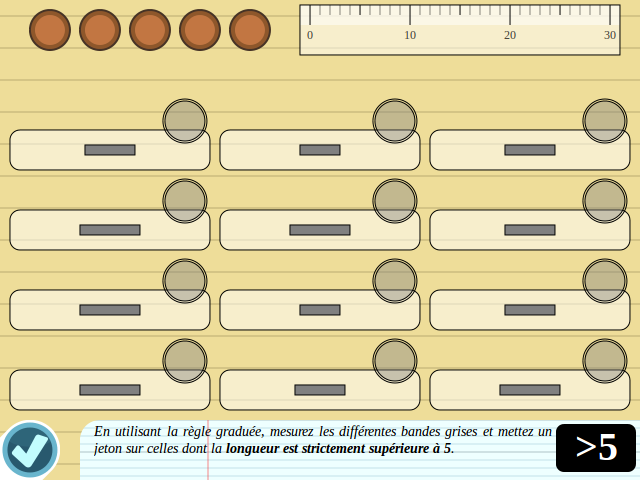 0 10 20 30
En utilisant la règle graduée, mesurez les différentes bandes grises et mettez un
jeton sur celles dont la longueur est strictement supérieure à 5.
>5